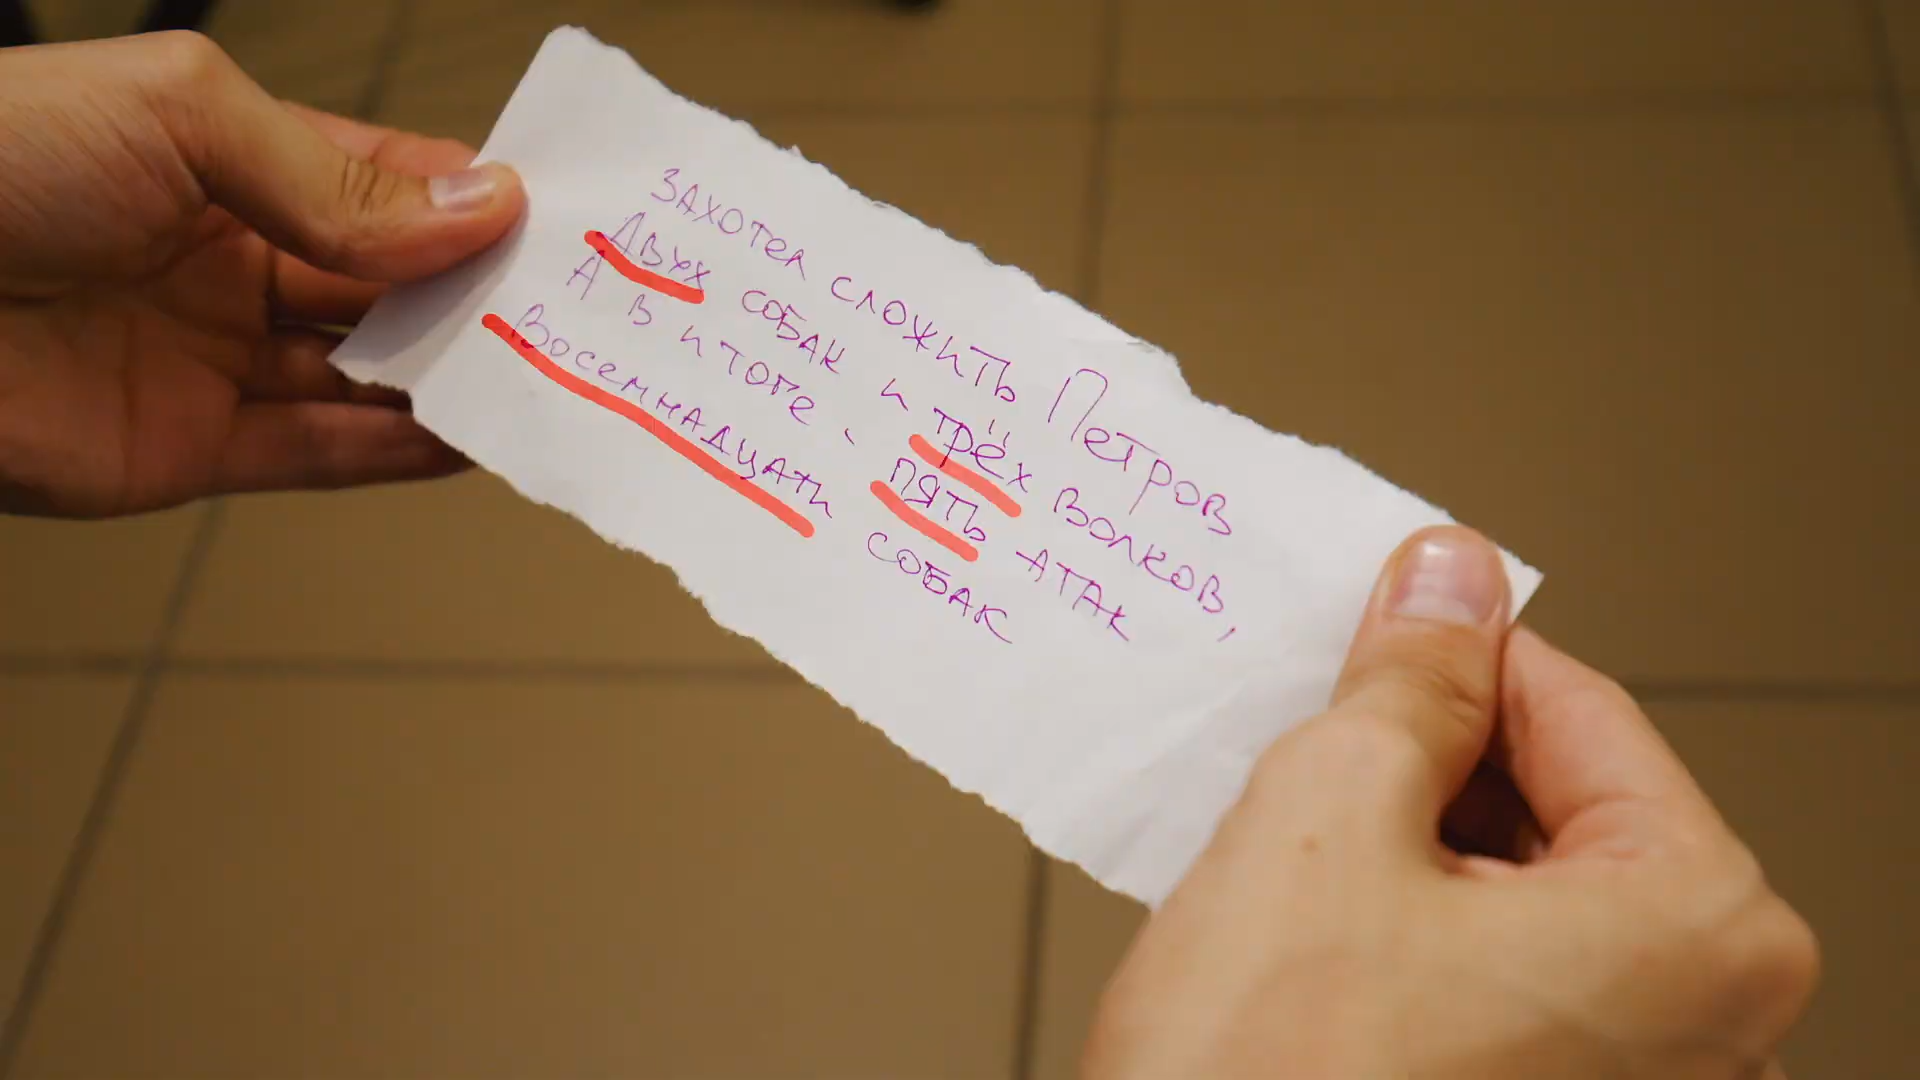 Захотел сложить Петров
Двух собак и трёх волков,
А в итоге, пять атак
Восемнадцати собак